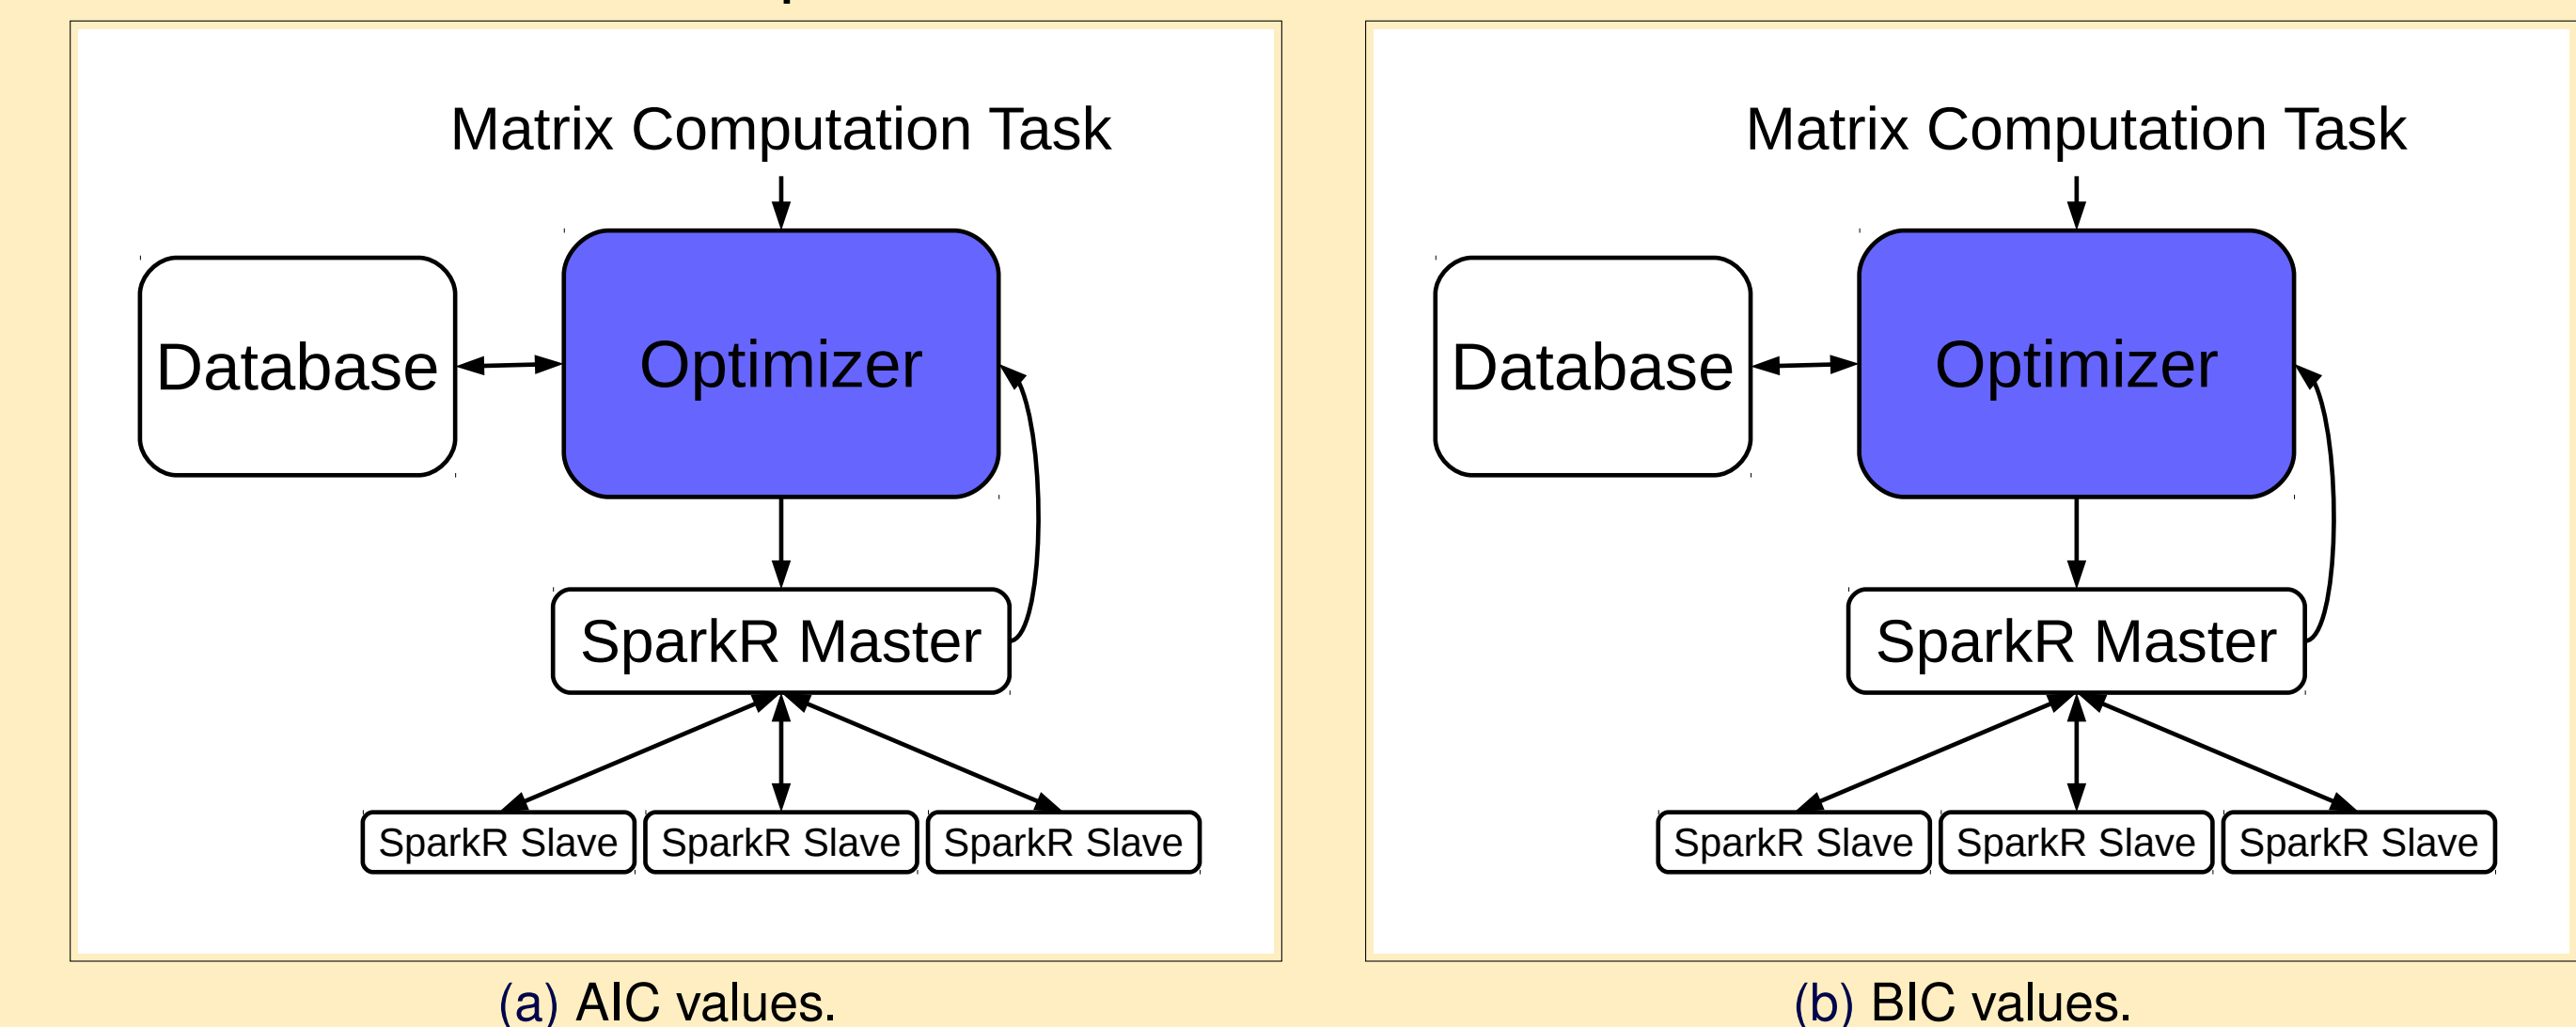 Matrix Computation Task
Database
Optimizer
SparkR Master
SparkR Slave
SparkR Slave
SparkR Slave
(a) AIC values.
Matrix Computation Task
Database
Optimizer
SparkR Master
SparkR Slave
SparkR Slave
SparkR Slave
(b) BIC values.